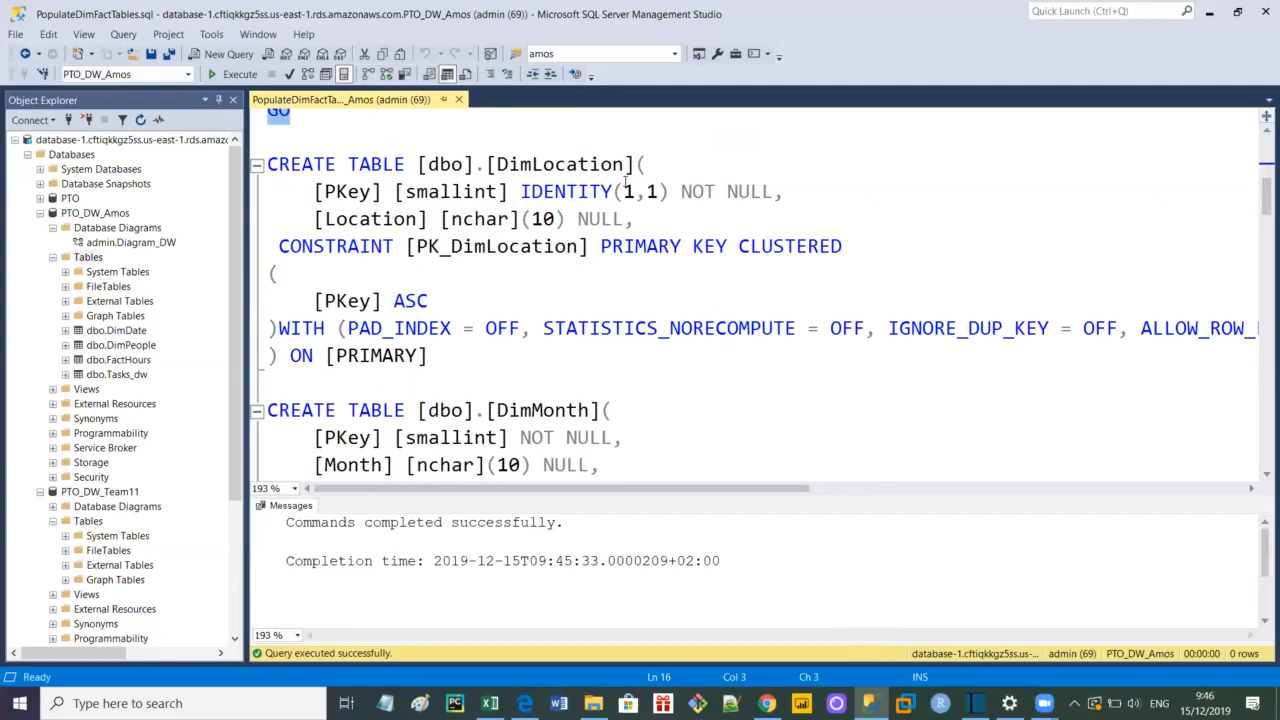 PopulateDimFactTables.sql - database-1.cftiqkkgz5ss.us-east-1.rds.amazonaws.com.PTO_DW_Amos (admin (69)) - Microsoft SQL Server Management Studio
Quick Launch (Ctrl+Q)
File Edit View Query Project Tools Window Help
New Query
amos
PTO_DW_Amos
Execute
Object Explorer
PopulateDimFactTa..._Amos (admin (69))
Connect
database-1.cftiqkkgz5ss.us-east-1.rds.amazo
Databases
System Databases
Database Snapshots
PTO
PTO_DW_Amos
Database Diagrams
admin.Diagram_DW
Tables
System Tables
FileTables
External Tables
Graph Tables
dbo.DimDate
dbo.DimPeople
dbo.FactHours
dbo.Tasks_dw
Views
External Resources
Synonyms
Programmability
Service Broker
Storage
Security
PTO_DW_Team11
Database Diagrams
Tables
System Tables
FileTables
External Tables
Graph Tables
Views
External Resources
Synonyms
Programmability
GO
CREATE TABLE [dbo].[DimLocation](
[PKey] [smallint] IDENTITY(1,1) NOT NULL,
[Location] [nchar](10) NULL,
CONSTRAINT [PK_DimLocation] PRIMARY KEY CLUSTERED
(
[PKey] ASC
)WITH (PAD_INDEX = OFF, STATISTICS_NORECOMPUTE = OFF, IGNORE_DUP_KEY = OFF, ALLOW_ROW_
) ON [PRIMARY]
CREATE TABLE [dbo].[DimMonth](
[PKey] [smallint] NOT NULL,
[Month] [nchar](10) NULL,
193 %
Messages
Commands completed successfully.
Completion time: 2019-12-15T09:45:33.0000209+02:00
193 %
Query executed successfully.
database-1.cftiqkkgz5ss.us-... admin (69) PTO_DW_Amos 00:00:00 0 rows
Ready
Ln 16 Col 3 Ch 3 INS
Type here to search
ENG
9:46
15/12/2019